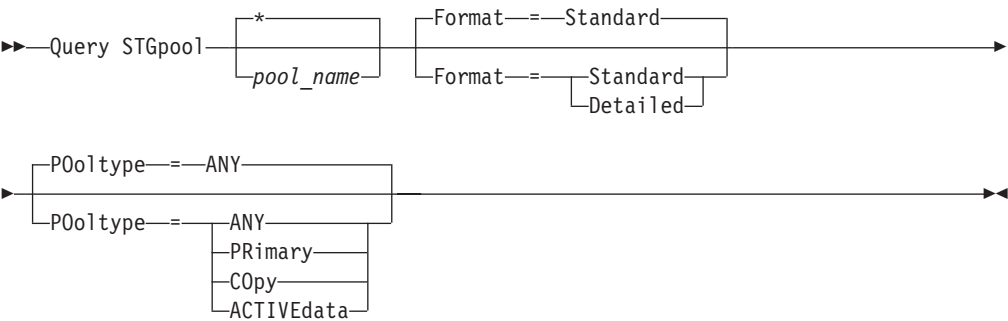 *
Query STGpool
pool_name
Format = Standard
Format = Standard
Detailed
POoltype = ANY
POoltype = ANY
PRimary
COpy
ACTIVEdata